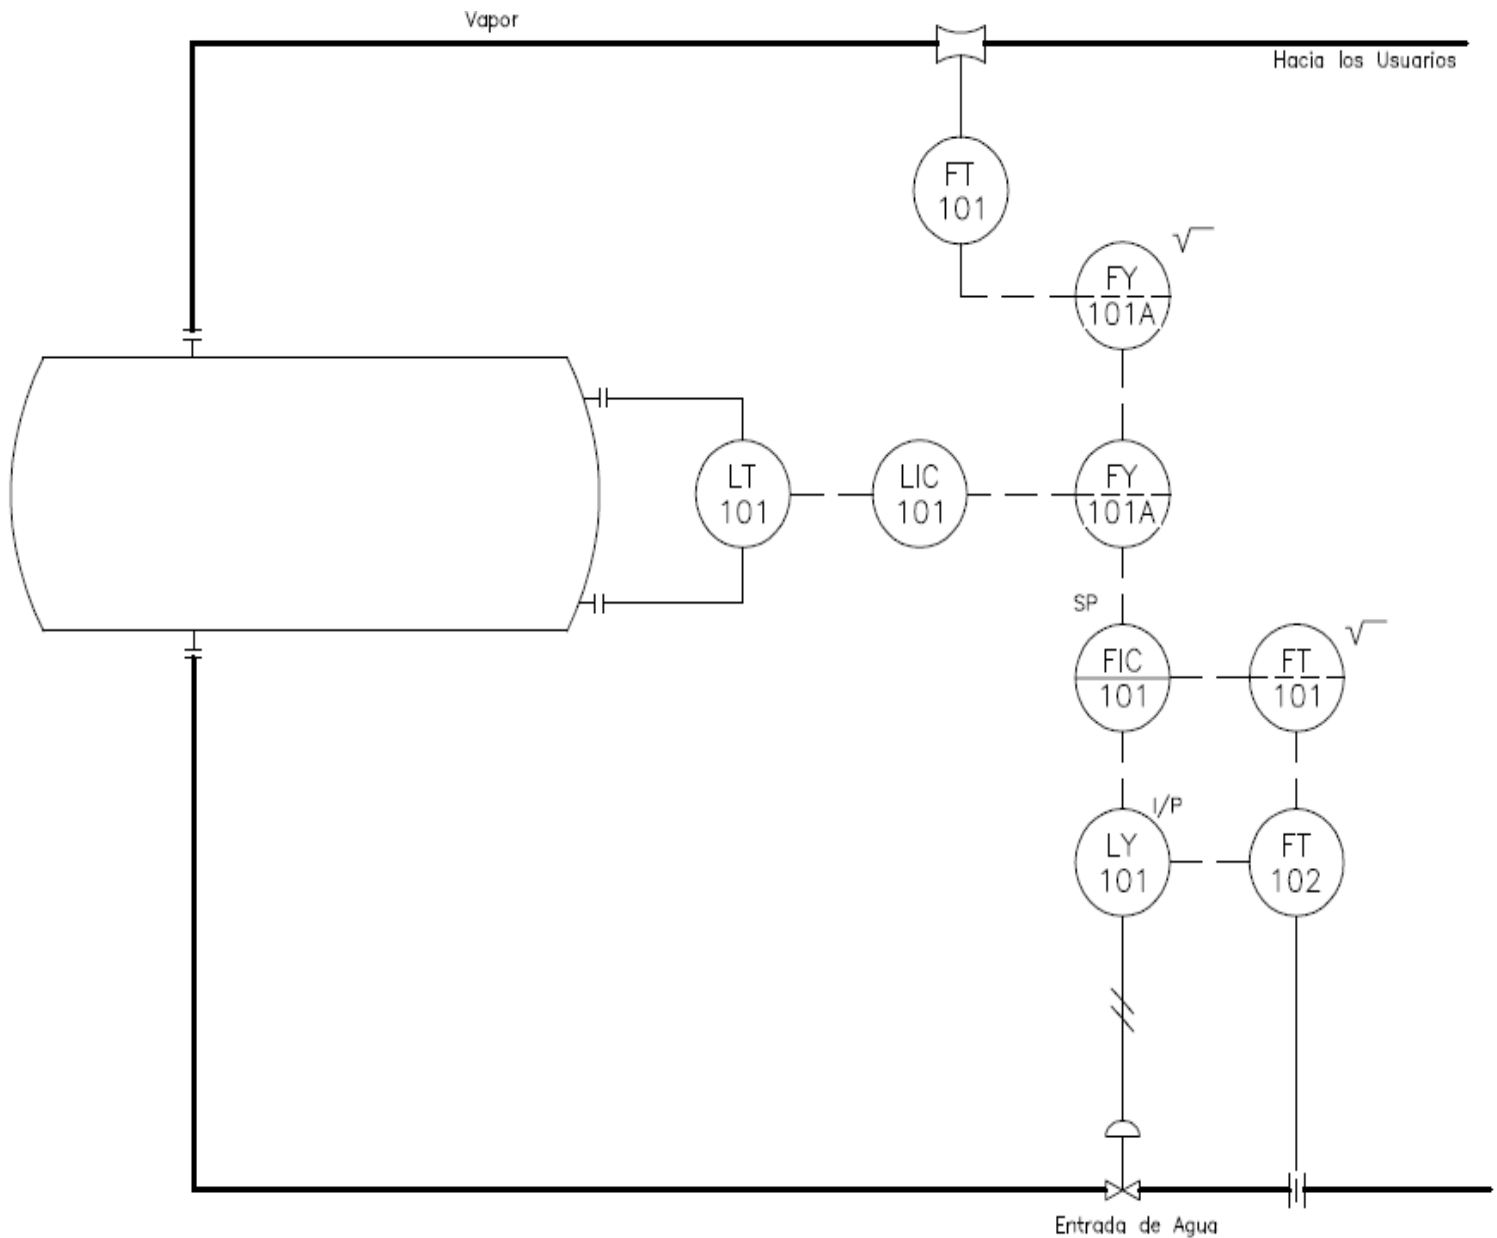 Vapor
Hacia los Usuarios
FT
101
√
FY
101A
LT
101
LIC
101
FY
101A
SP
FIC
101
√
FT
101
I/P
LY
101
FT
102
Entrada de Agua